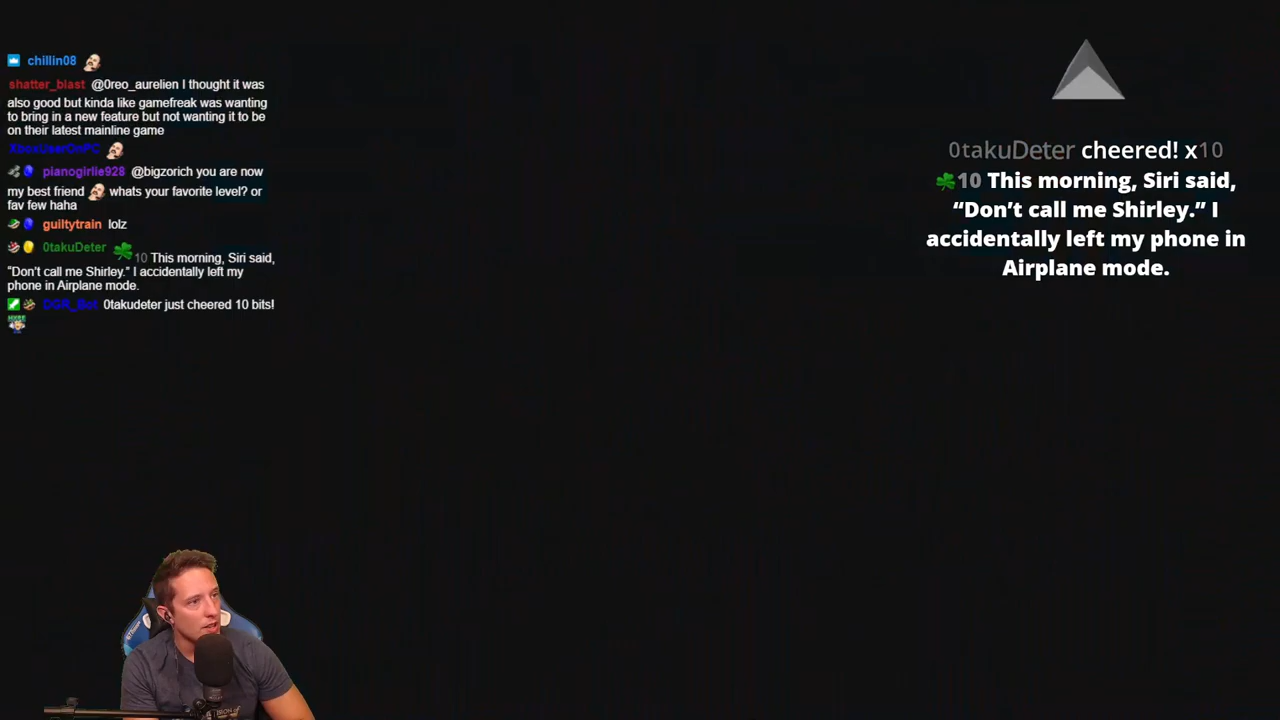 chillin08
shatter_blast @0reo_aurelien I thought it was
also good but kinda like gamefreak was wanting
to bring in a new feature but not wanting it to be
on their latest mainline game
XboxUserOnPC
pianogirlie928 @bigzorich you are now
my best friend whats your favorite level? or
fav few haha
guiltytrain lolz
0takuDeter 10 This morning, Siri said,
“Don’t call me Shirley.” I accidentally left my
phone in Airplane mode.
DGR_Bot 0takudeter just cheered 10 bits!
0takuDeter cheered! x10
10 This morning, Siri said,
“Don’t call me Shirley.” I
accidentally left my phone in
Airplane mode.